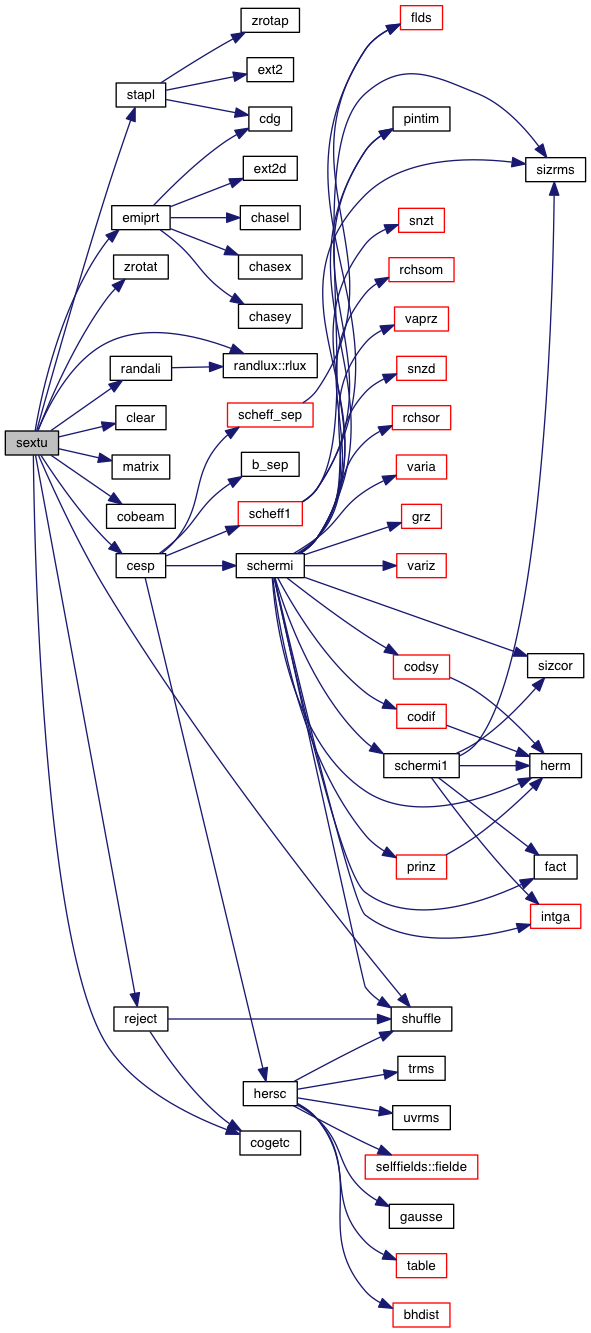 zrotap
flds
ext2
stapl
cdg
pintim
ext2d
sizrms
emiprt
chasel
snzt
zrotat
chasex
rchsom
chasey
vaprz
randali
randlux::rlux
snzd
clear
scheff_sep
rchsor
sextu
matrix
b_sep
varia
cobeam
scheff1
grz
cesp
schermi
variz
codsy
sizcor
codif
schermi1
herm
prinz
fact
intga
reject
shuffle
hersc
trms
uvrms
cogetc
selffields::fielde
gausse
table
bhdist